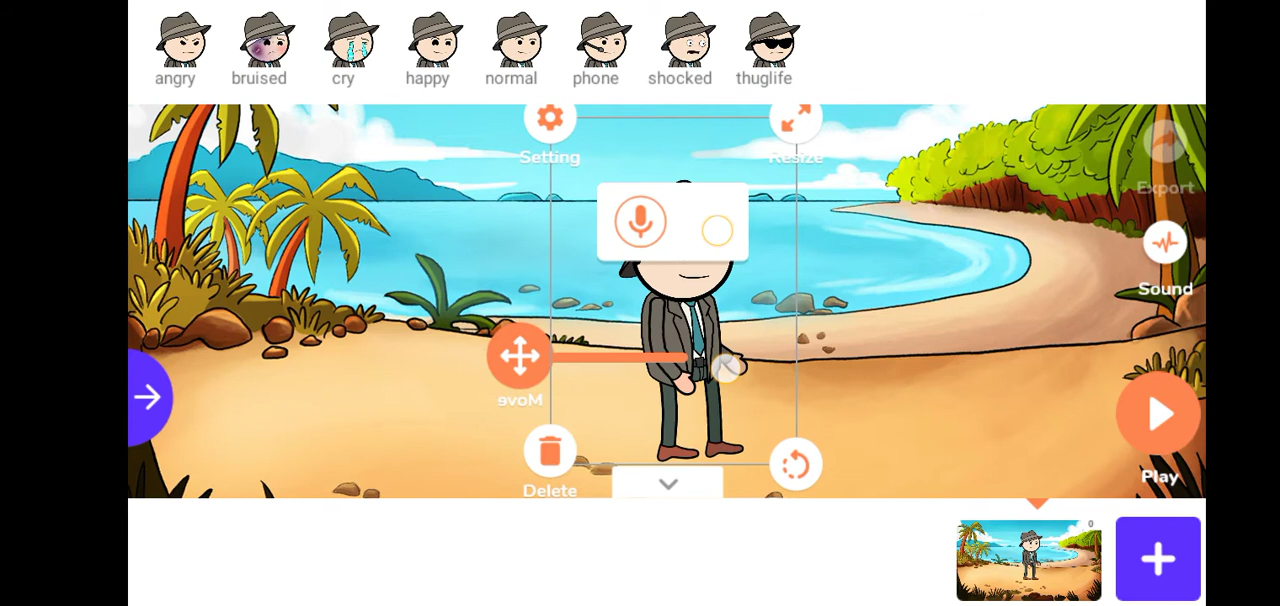 angry bruised cry happy normal phone shocked thuglife
Setting
Resize
Export
Sound
Move
Play
Delete
0